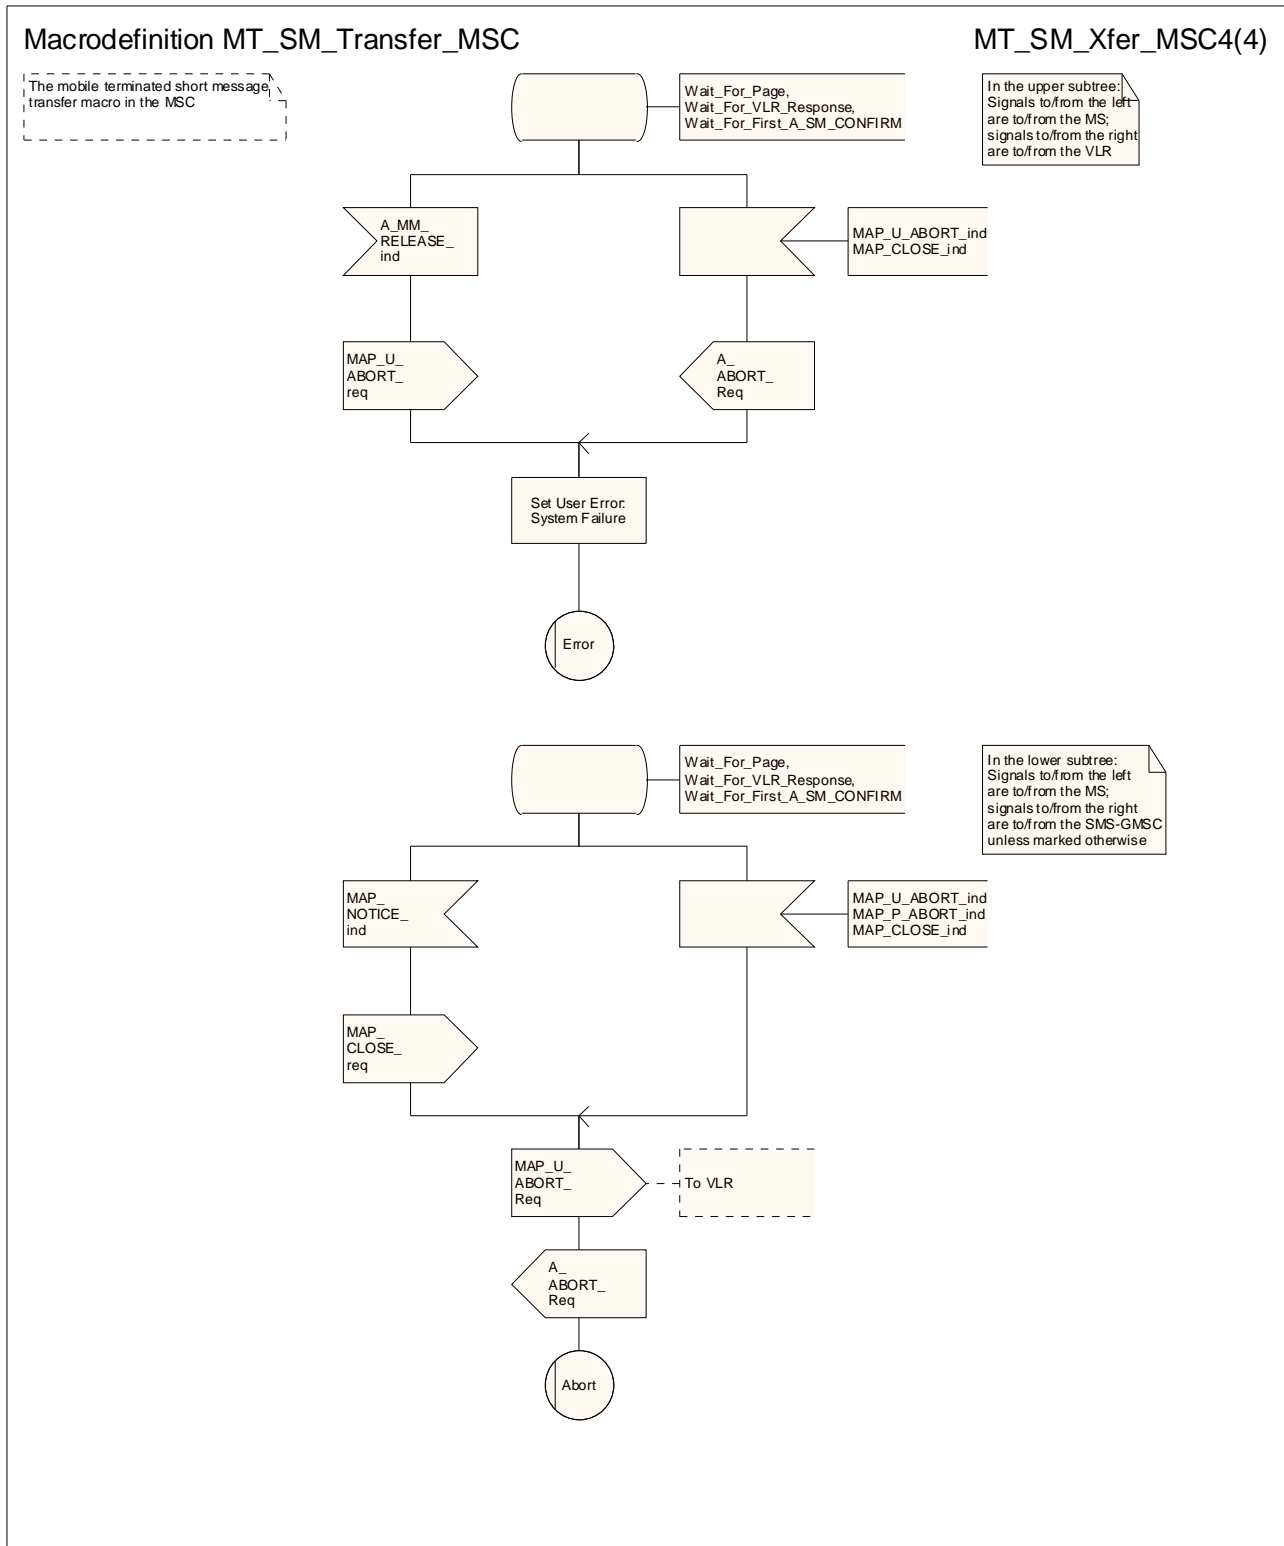 Macrodefinition MT_SM_Transfer_MSC
MT_SM_Xfer_MSC4(4)
The mobile terminated short message
transfer macro in the MSC
Wait_For_Page,
Wait_For_VLR_Response,
Wait_For_First_A_SM_CONFIRM
In the upper subtree:
Signals to/from the left
are to/from the MS;
signals to/from the right
are to/from the VLR
A_MM_
RELEASE_
ind
MAP_U_ABORT_ind
MAP_CLOSE_ind
MAP_U_
ABORT_
req
A_
ABORT_
Req
Set User Error:
System Failure
Error
Wait_For_Page,
Wait_For_VLR_Response,
Wait_For_First_A_SM_CONFIRM
In the lower subtree:
Signals to/from the left
are to/from the MS;
signals to/from the right
are to/from the SMS-GMSC
unless marked otherwise
MAP_
NOTICE_
ind
MAP_U_ABORT_ind
MAP_P_ABORT_ind
MAP_CLOSE_ind
MAP_
CLOSE_
req
MAP_U_
ABORT_
Req
To VLR
A_
ABORT_
Req
Abort